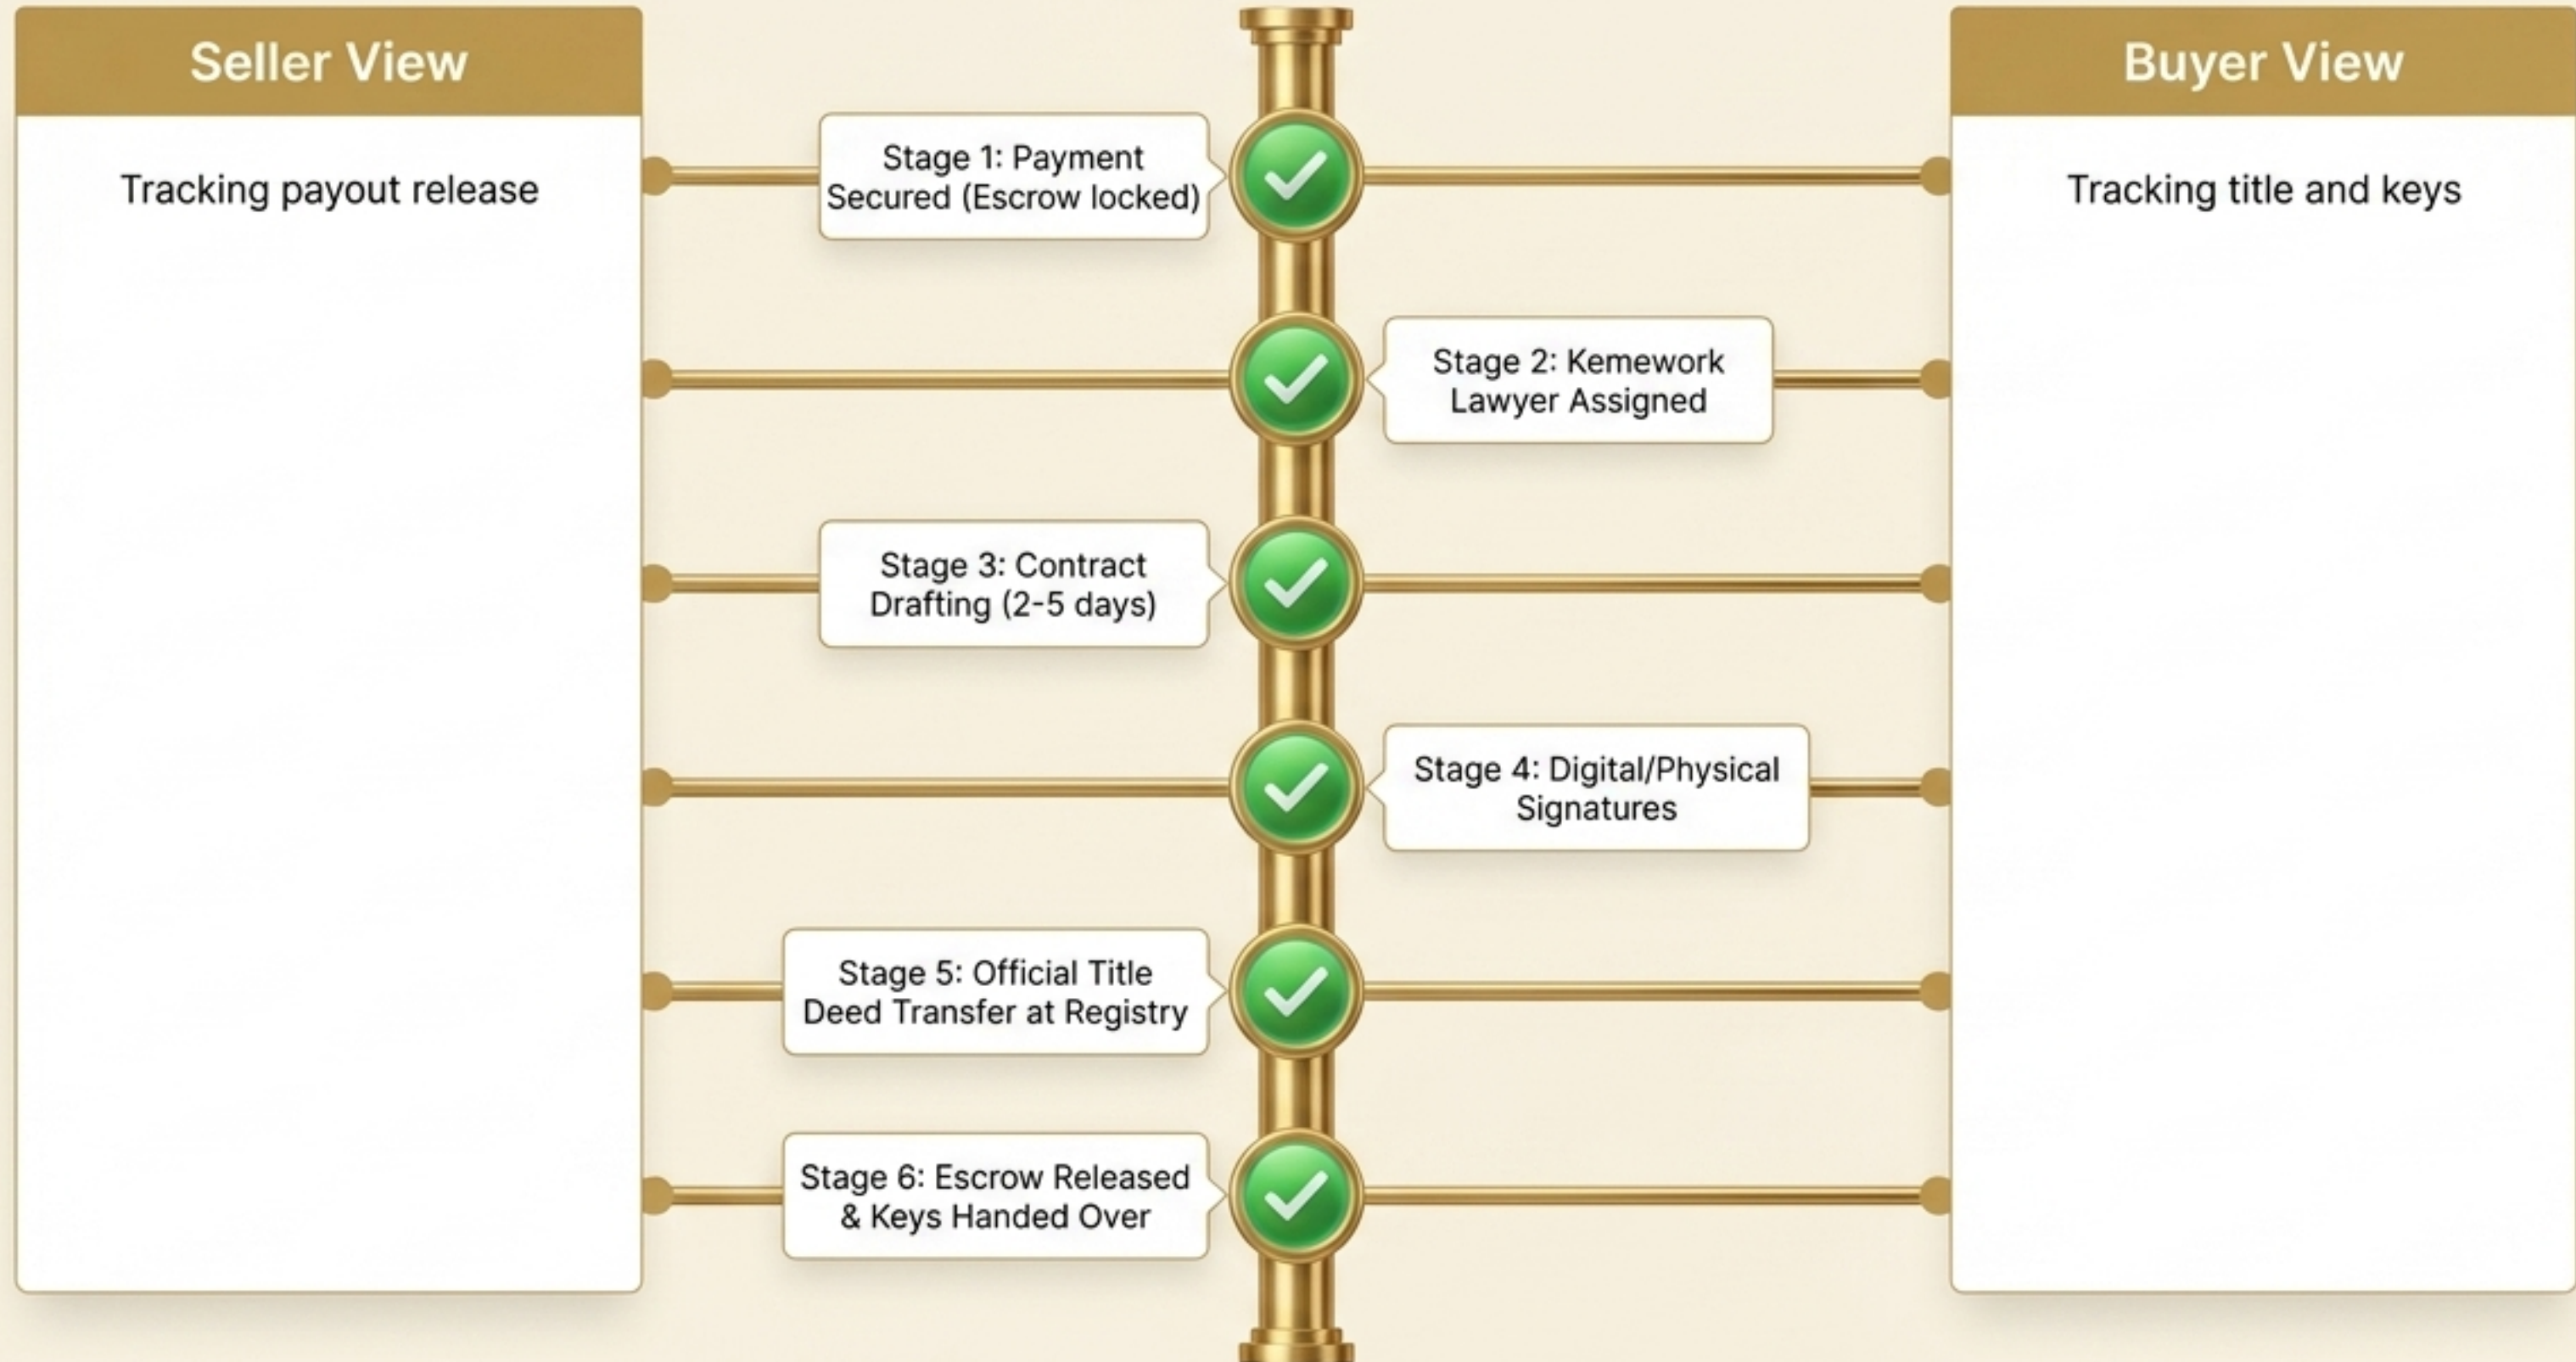 Seller View
Tracking payout release
Stage 1: Payment
Secured (Escrow locked)
Stage 2: Kemework
Lawyer Assigned
Stage 3: Contract
Drafting (2-5 days)
Stage 4: Digital/Physical
Signatures
Stage 5: Official Title
Deed Transfer at Registry
Stage 6: Escrow Released
& Keys Handed Over
Buyer View
Tracking title and keys